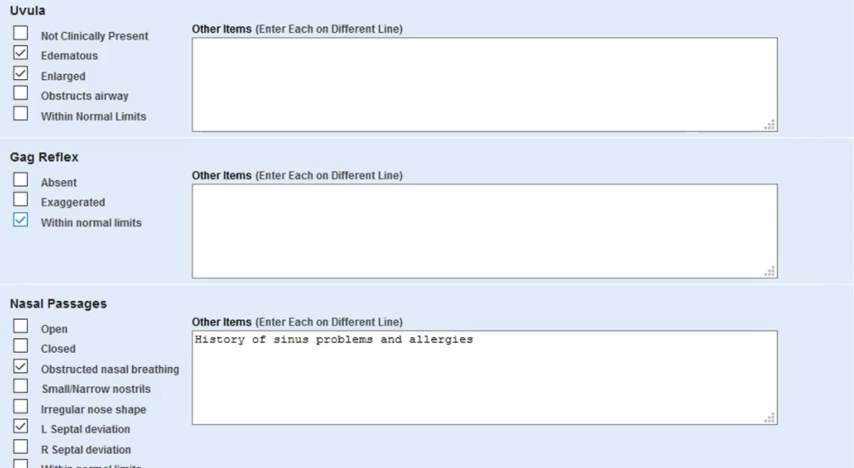 Uvula
Other Items (Enter Each on Different Line)
Not Clinically Present
Edematous
Enlarged
Obstructs airway
Within Normal Limits
Gag Reflex
Other Items (Enter Each on Different Line)
Absent
Exaggerated
Within normal limits
Nasal Passages
Other Items (Enter Each on Different Line)
Open
History of sinus problems and allergies
Closed
Obstructed nasal breathing
Small/Narrow nostrils
Irregular nose shape
L Septal deviation
R Septal deviation
Within normal limits